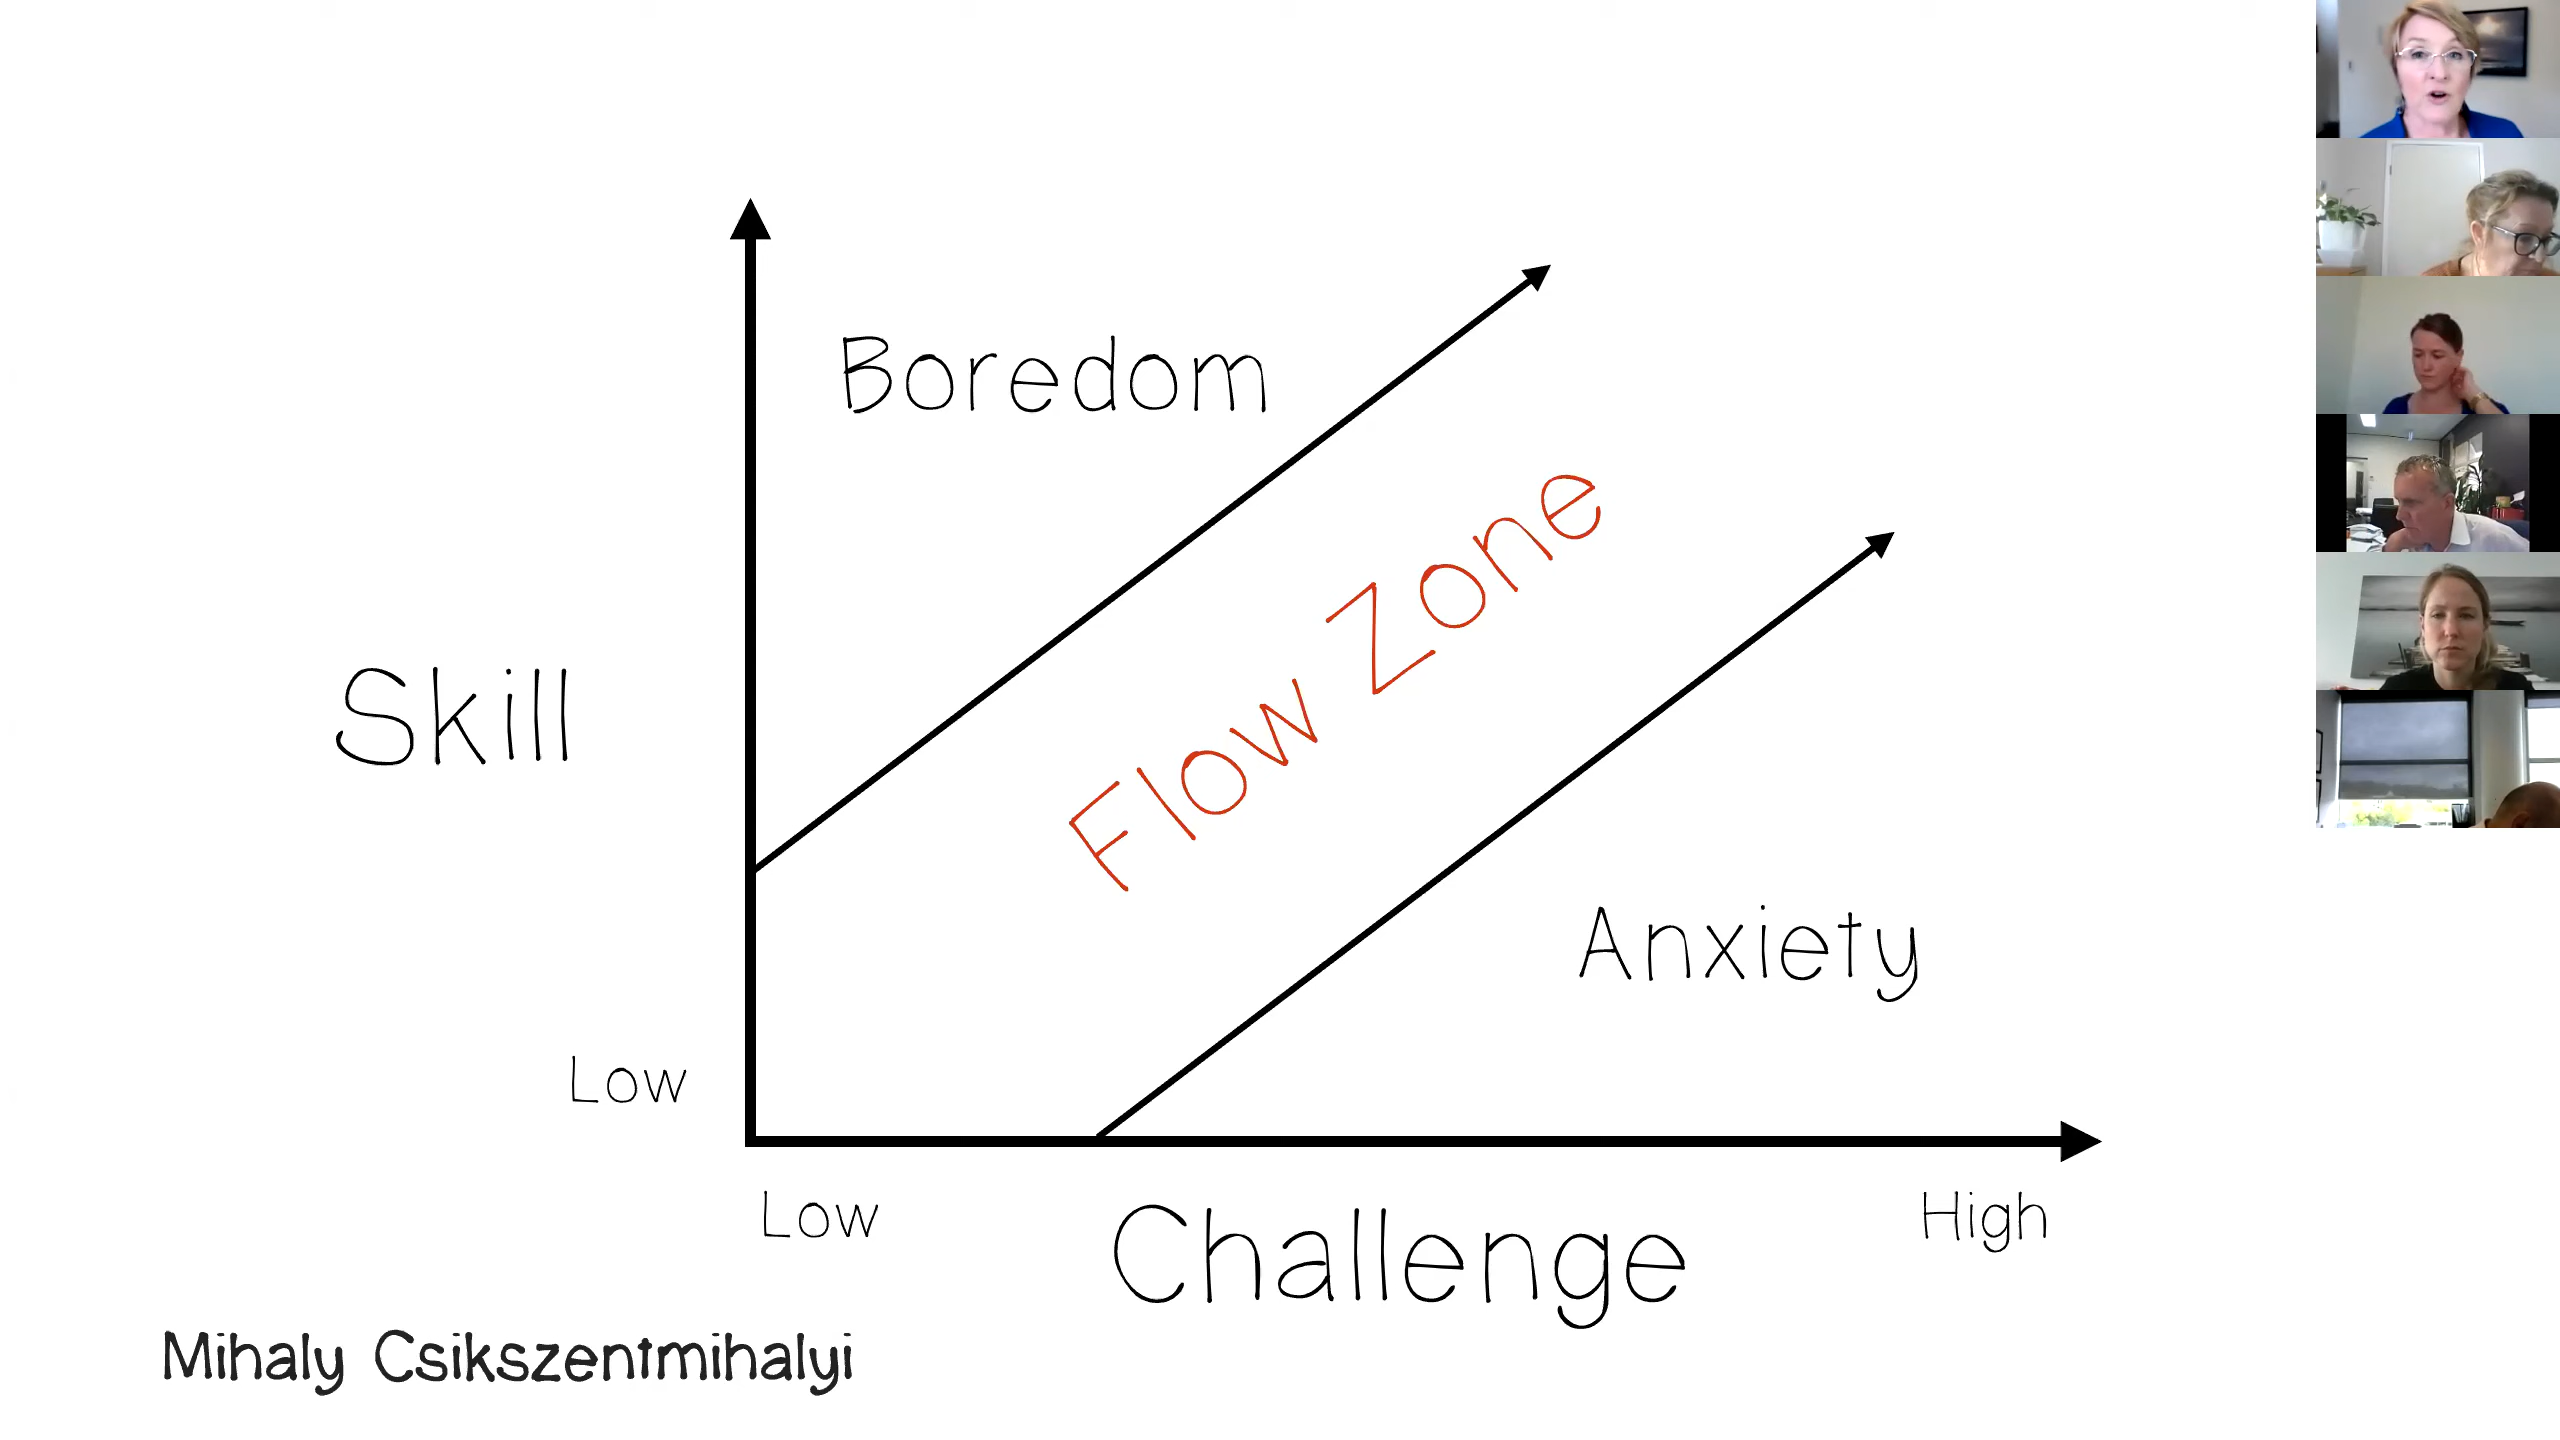 Boredom
Flow Zone
Skill
Anxiety
Low
Low
High
Challenge
Mihaly Csikszentmihalyi